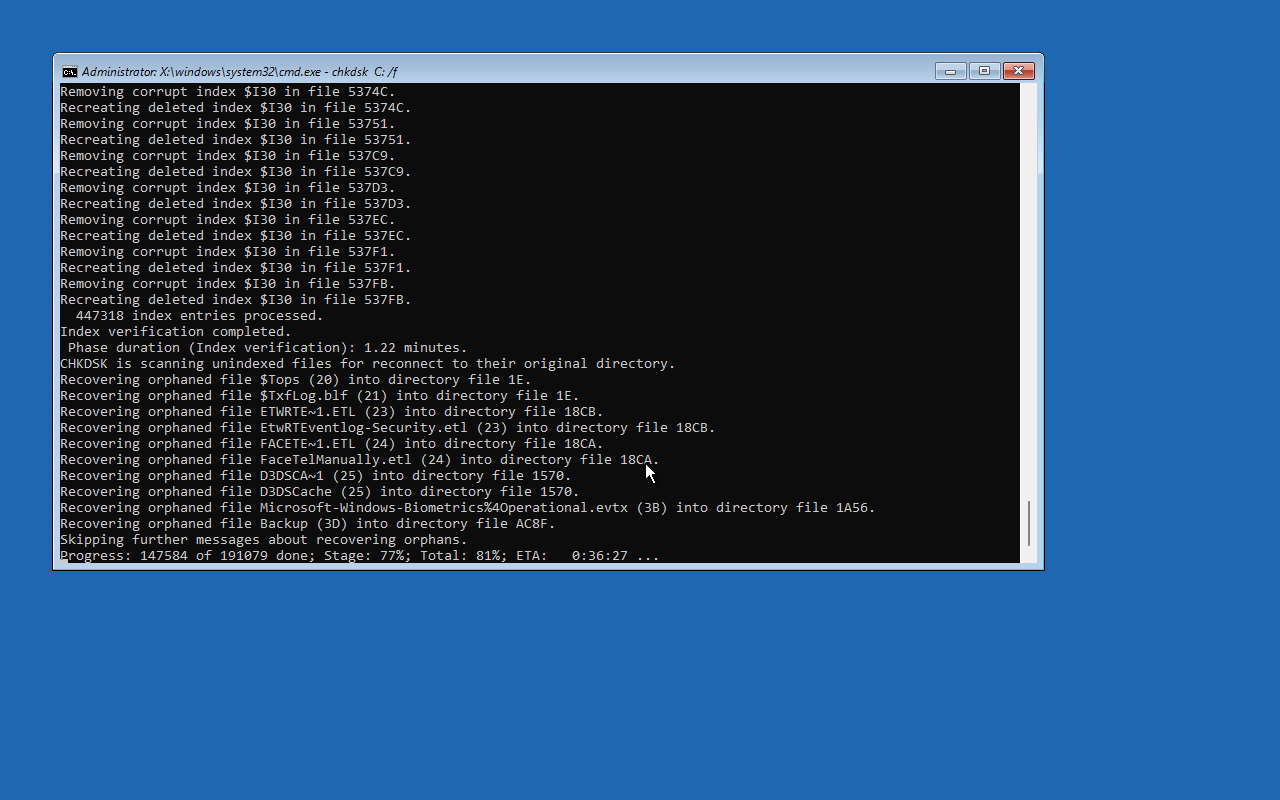 Administrator: X:\windows\system32\cmd.exe - chkdsk  C: /f
Removing corrupt index $I30 in file 5374C.
Recreating deleted index $I30 in file 5374C.
Removing corrupt index $I30 in file 53751.
Recreating deleted index $I30 in file 53751.
Removing corrupt index $I30 in file 537C9.
Recreating deleted index $I30 in file 537C9.
Removing corrupt index $I30 in file 537D3.
Recreating deleted index $I30 in file 537D3.
Removing corrupt index $I30 in file 537EC.
Recreating deleted index $I30 in file 537EC.
Removing corrupt index $I30 in file 537F1.
Recreating deleted index $I30 in file 537F1.
Removing corrupt index $I30 in file 537FB.
Recreating deleted index $I30 in file 537FB.
  447318 index entries processed.
Index verification completed.
 Phase duration (Index verification): 1.22 minutes.
CHKDSK is scanning unindexed files for reconnect to their original directory.
Recovering orphaned file $Tops (20) into directory file 1E.
Recovering orphaned file $TxfLog.blf (21) into directory file 1E.
Recovering orphaned file ETWRTE~1.ETL (23) into directory file 18CB.
Recovering orphaned file EtwRTEventlog-Security.etl (23) into directory file 18CB.
Recovering orphaned file FACETE~1.ETL (24) into directory file 18CA.
Recovering orphaned file FaceTelManually.etl (24) into directory file 18CA.
Recovering orphaned file D3DSCA~1 (25) into directory file 1570.
Recovering orphaned file D3DSCache (25) into directory file 1570.
Recovering orphaned file Microsoft-Windows-Biometrics%4Operational.evtx (3B) into directory file 1A56.
Recovering orphaned file Backup (3D) into directory file AC8F.
Skipping further messages about recovering orphans.
Progress: 147584 of 191079 done; Stage: 77%; Total: 81%; ETA:   0:36:27 ...